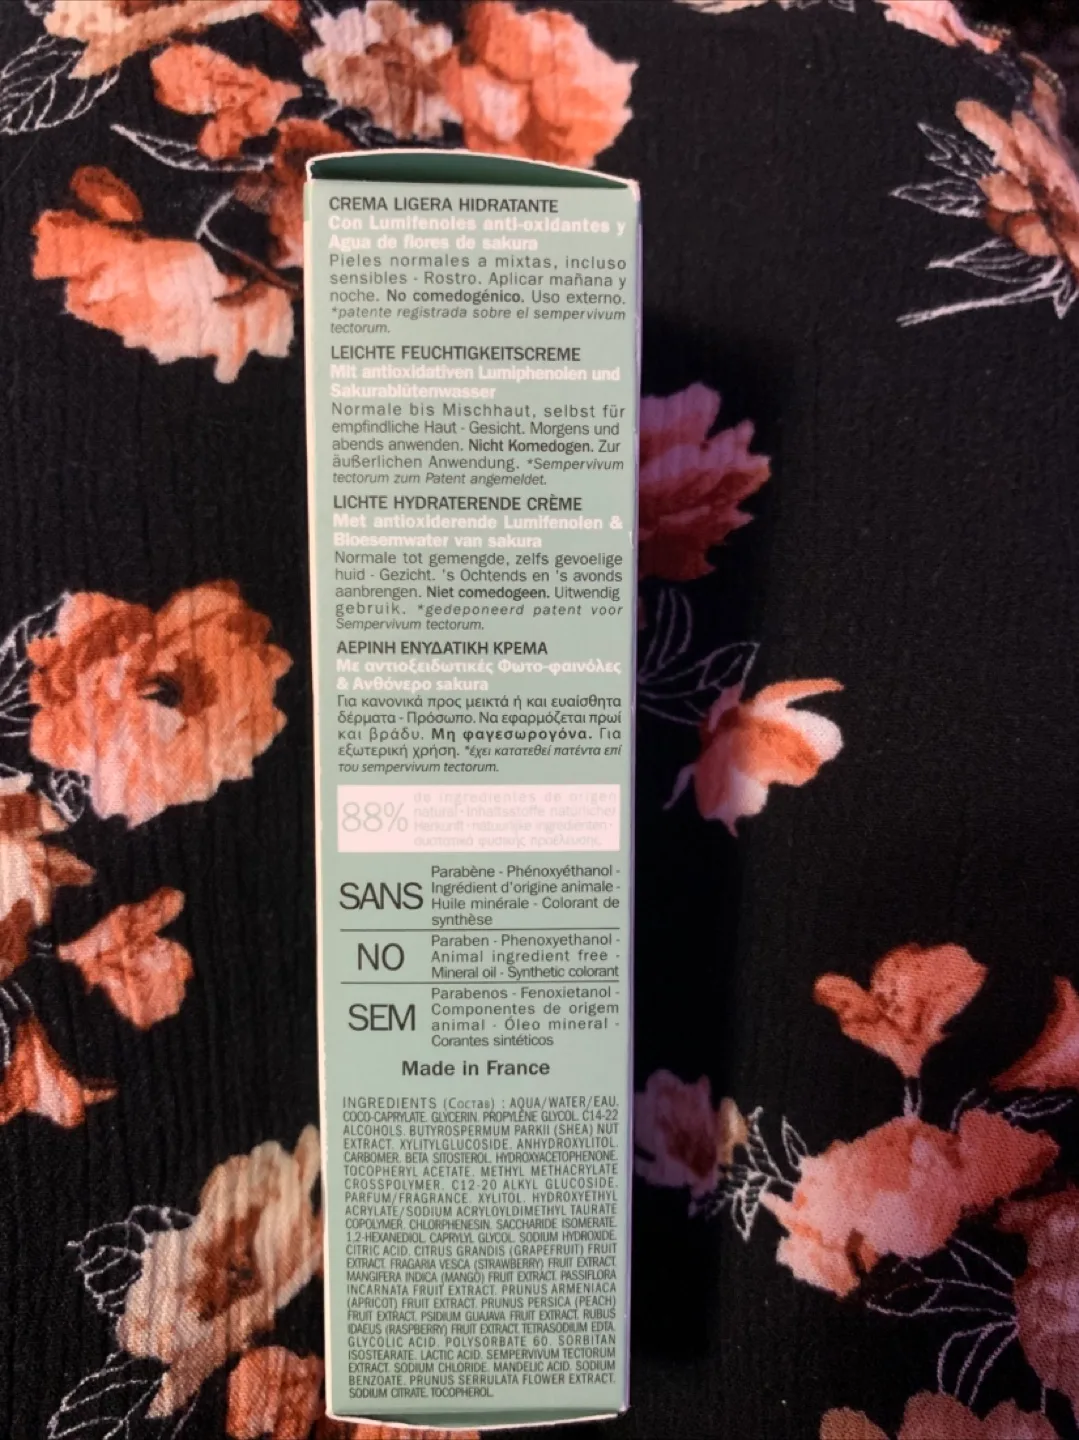 CREMA LIGERA HIDRATANTE
Con Lumifenoles anti-oxidantes y
Agua de flores de sakura
Pieles normales a mixtas, incluso
sensibles - Rostro. Aplicar mañana y
noche. No comedogénico. Uso externo.
*patente registrada sobre el sempervivum
tectorum.
LEICHTE FEUCHTIGKEITSCREME
Mit antioxidativen Lumiphenolen und
Sakurablütenwasser
Normale bis Mischhaut, selbst für
empfindliche Haut - Gesicht. Morgens und
abends anwenden. Nicht Komedogen. Zur
äußerlichen Anwendung. *Sempervivum
tectorum zum Patent angemeldet.
LICHTE HYDRATERENDE CRÈME
Met antioxiderende Lumifenolen &
Bloesemwater van sakura
Normale tot gemengde, zelfs gevoelige
huid - Gezicht. 's Ochtends en 's avonds
aanbrengen. Niet comedogeen. Uitwendig
gebruik. *gedeponeerd patent voor
Sempervivum tectorum.
ΑΕΡΙΝΗ ΕΝΥΔΑΤΙΚΗ ΚΡΕΜΑ
Με αντιοξειδωτικές Φωτο-φαινόλες
& Ανθόνερο sakura
Για κανονικά προς μεικτά ή και ευαίσθητα
δέρματα - Πρόσωπο. Να εφαρμόζεται πρωί
και βράδυ. Μη φαγεσωρογόνα. Για
εξωτερική χρήση. *έχει κατατεθεί πατέντα επί
του sempervivum tectorum.
88% de ingredientes de origen
natural - Inhaltsstoffe natürlicher
Herkunft - natuurlijke ingrediënten -
συστατικά φυσικής προέλευσης.
SANS Parabène - Phénoxyéthanol -
Ingrédient d'origine animale -
Huile minérale - Colorant de
synthèse
NO Paraben - Phenoxyethanol -
Animal ingredient free -
Mineral oil - Synthetic colorant
SEM Parabenos - Fenoxietanol -
Componentes de origem
animal - Óleo mineral -
Corantes sintéticos
Made in France
INGREDIENTS (Состав) : AQUA/WATER/EAU.
COCO-CAPRYLATE. GLYCERIN. PROPYLENE GLYCOL. C14-22
ALCOHOLS. BUTYROSPERMUM PARKII (SHEA) NUT
EXTRACT. XYLITYLGLUCOSIDE. ANHYDROXYLITOL.
CARBOMER. BETA SITOSTEROL. HYDROXYACETOPHENONE.
TOCOPHERYL ACETATE. METHYL METHACRYLATE
CROSSPOLYMER. C12-20 ALKYL GLUCOSIDE.
PARFUM/FRAGRANCE. XYLITOL. HYDROXYETHYL
ACRYLATE/SODIUM ACRYLOYLDIMETHYL TAURATE
COPOLYMER. CHLORPHENESIN. SACCHARIDE ISOMERATE.
1,2-HEXANEDIOL. CAPRYLYL GLYCOL. SODIUM HYDROXIDE.
CITRIC ACID. CITRUS GRANDIS (GRAPEFRUIT) FRUIT
EXTRACT. FRAGARIA VESCA (STRAWBERRY) FRUIT EXTRACT.
MANGIFERA INDICA (MANGO) FRUIT EXTRACT. PASSIFLORA
INCARNATA FRUIT EXTRACT. PRUNUS ARMENIACA
(APRICOT) FRUIT EXTRACT. PRUNUS PERSICA (PEACH)
FRUIT EXTRACT. PSIDIUM GUAJAVA FRUIT EXTRACT. RUBUS
IDAEUS (RASPBERRY) FRUIT EXTRACT. TETRASODIUM EDTA.
GLYCOLIC ACID. POLYSORBATE 60. SORBITAN
ISOSTEARATE. LACTIC ACID. SEMPERVIVUM TECTORUM
EXTRACT. SODIUM CHLORIDE. MANDELIC ACID. SODIUM
BENZOATE. PRUNUS SERRULATA FLOWER EXTRACT.
SODIUM CITRATE. TOCOPHEROL.